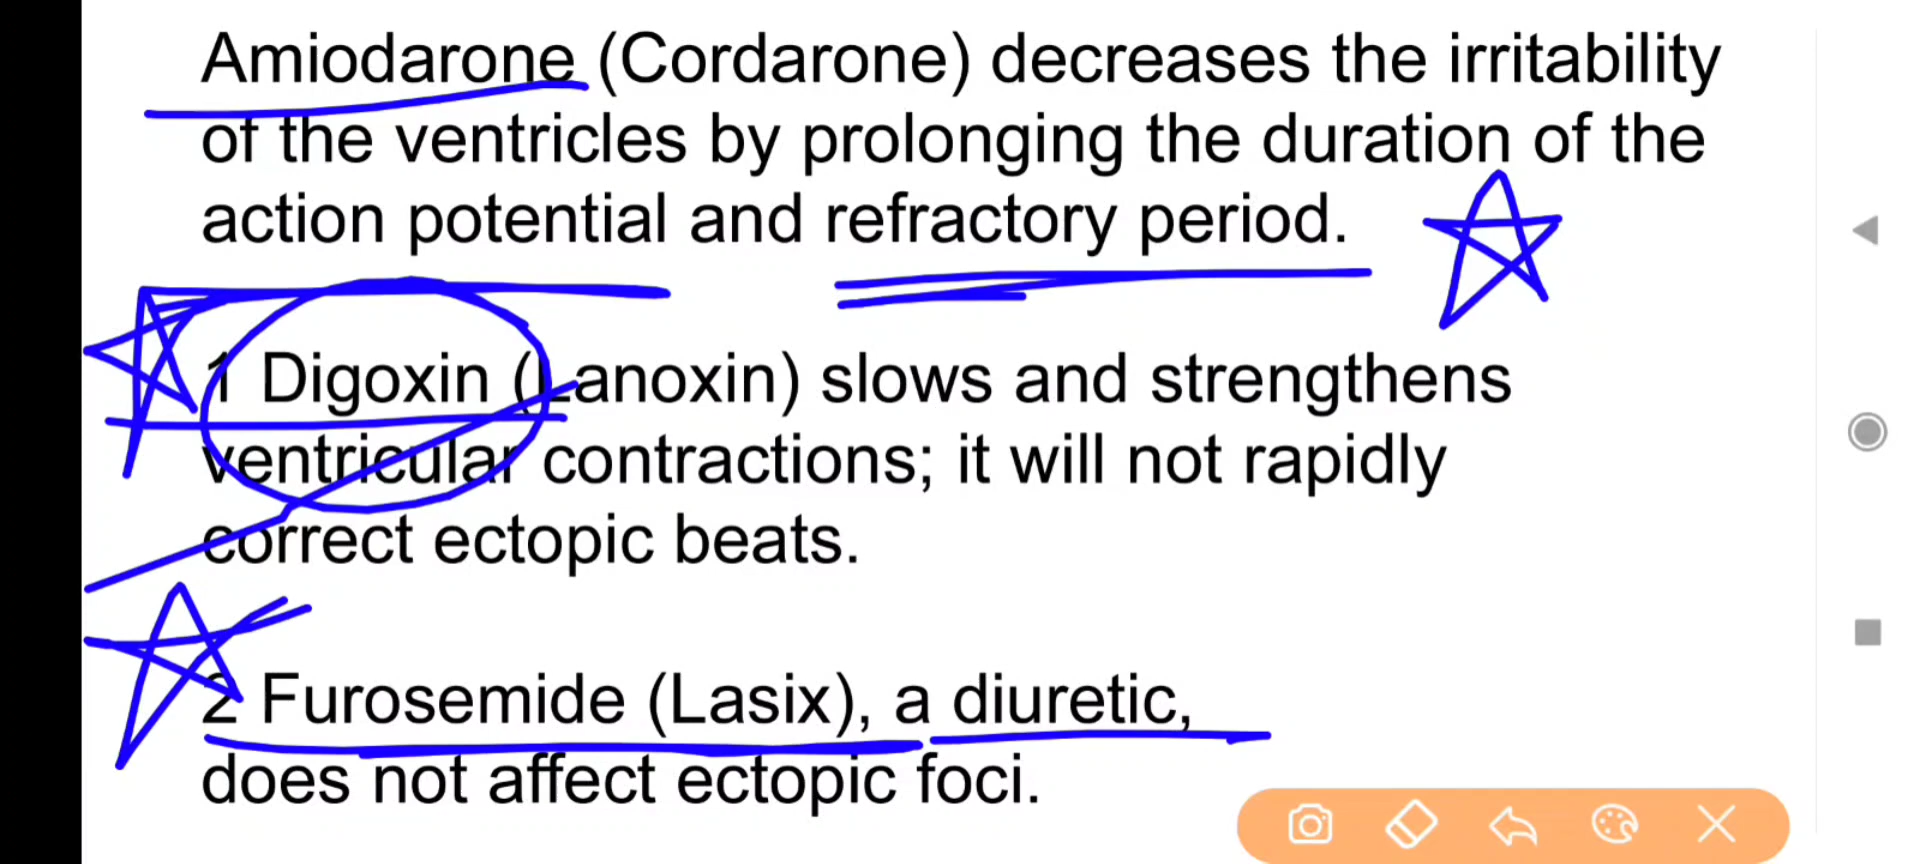 Amiodarone (Cordarone) decreases the irritability
of the ventricles by prolonging the duration of the
action potential and refractory period.
1 Digoxin (Lanoxin) slows and strengthens
ventricular contractions; it will not rapidly
correct ectopic beats.
2 Furosemide (Lasix), a diuretic,
does not affect ectopic foci.